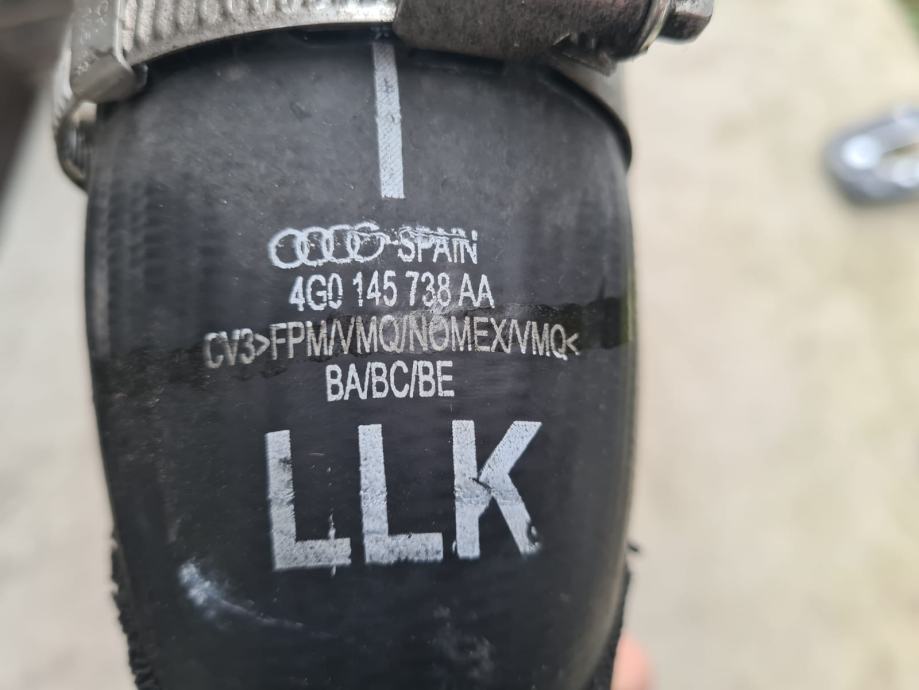 SPAIN
4G0 145 738 AA
CV3>FPM/VMQ/NOMEX/VMQ<
BA/BC/BE
LLK